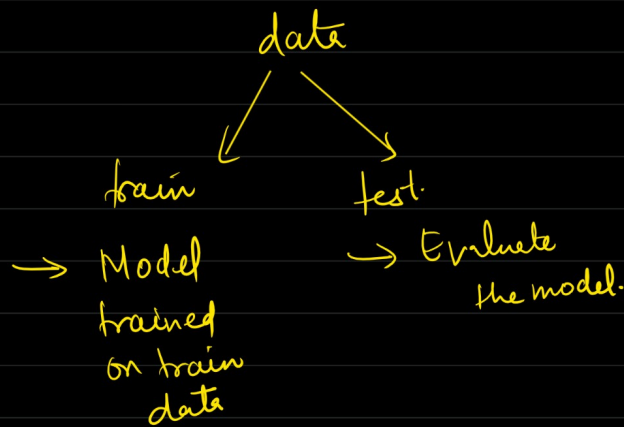 data
train test.
→ Model → Evaluate
trained the model.
on train
data